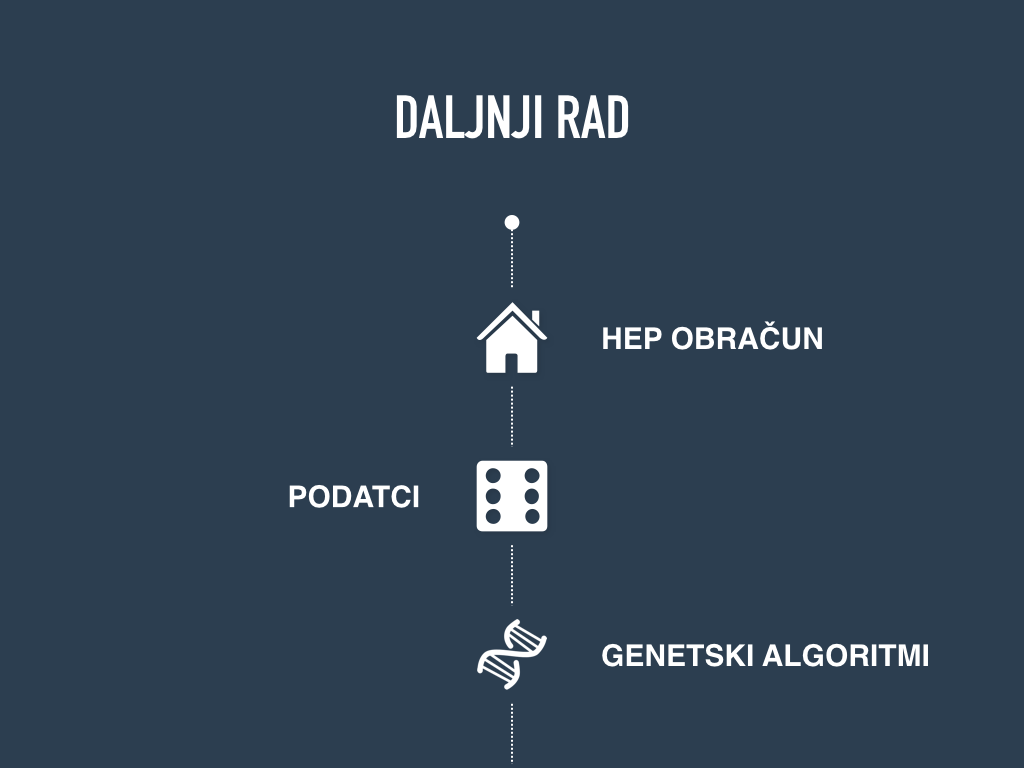 DALJNJI RAD
HEP OBRAČUN
PODATCI
GENETSKI ALGORITMI